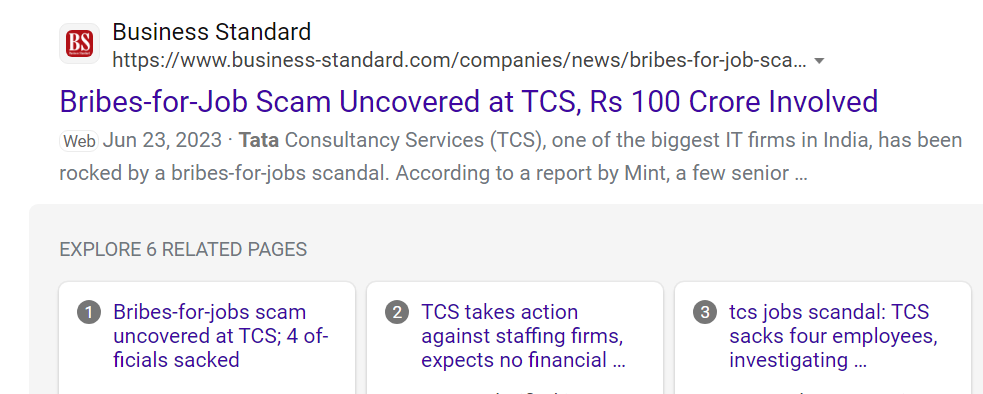 BS
Business Standard
https://www.business-standard.com/companies/news/bribes-for-job-sca...
Bribes-for-Job Scam Uncovered at TCS, Rs 100 Crore Involved
Web Jun 23, 2023 · Tata Consultancy Services (TCS), one of the biggest IT firms in India, has been
rocked by a bribes-for-jobs scandal. According to a report by Mint, a few senior ...
EXPLORE 6 RELATED PAGES
1 Bribes-for-jobs scam
uncovered at TCS; 4 of-
ficials sacked
2 TCS takes action
against staffing firms,
expects no financial ...
3 tcs jobs scandal: TCS
sacks four employees,
investigating ...